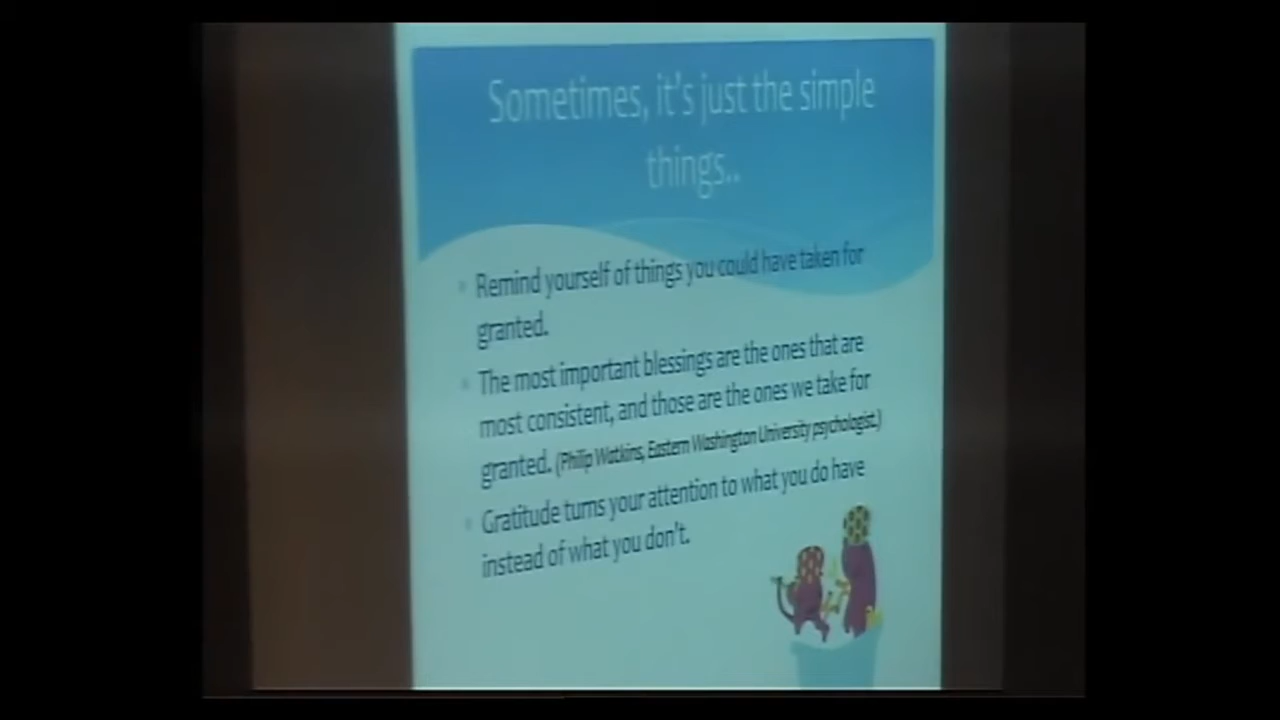 Sometimes, it's just the simple
things..
Remind yourself of things you could have taken for
granted.
The most important blessings are the ones that are
most consistent, and those are the ones we take for
granted. (Philip Watkins, Eastern Washington University psychologist.)
Gratitude turns your attention to what you do have
instead of what you don't.